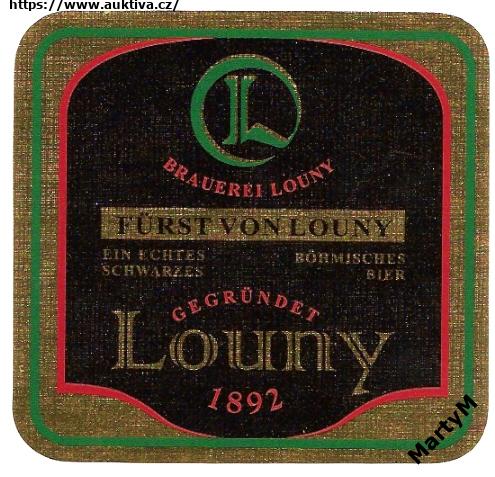 https://www.auktiva.cz/
L
BRAUEREI LOUNY
FÜRST VON LOUNY
EIN ECHTES SCHWARZES
BÖHMISCHES BIER
GEGRÜNDET
Louny
1892
MartyM